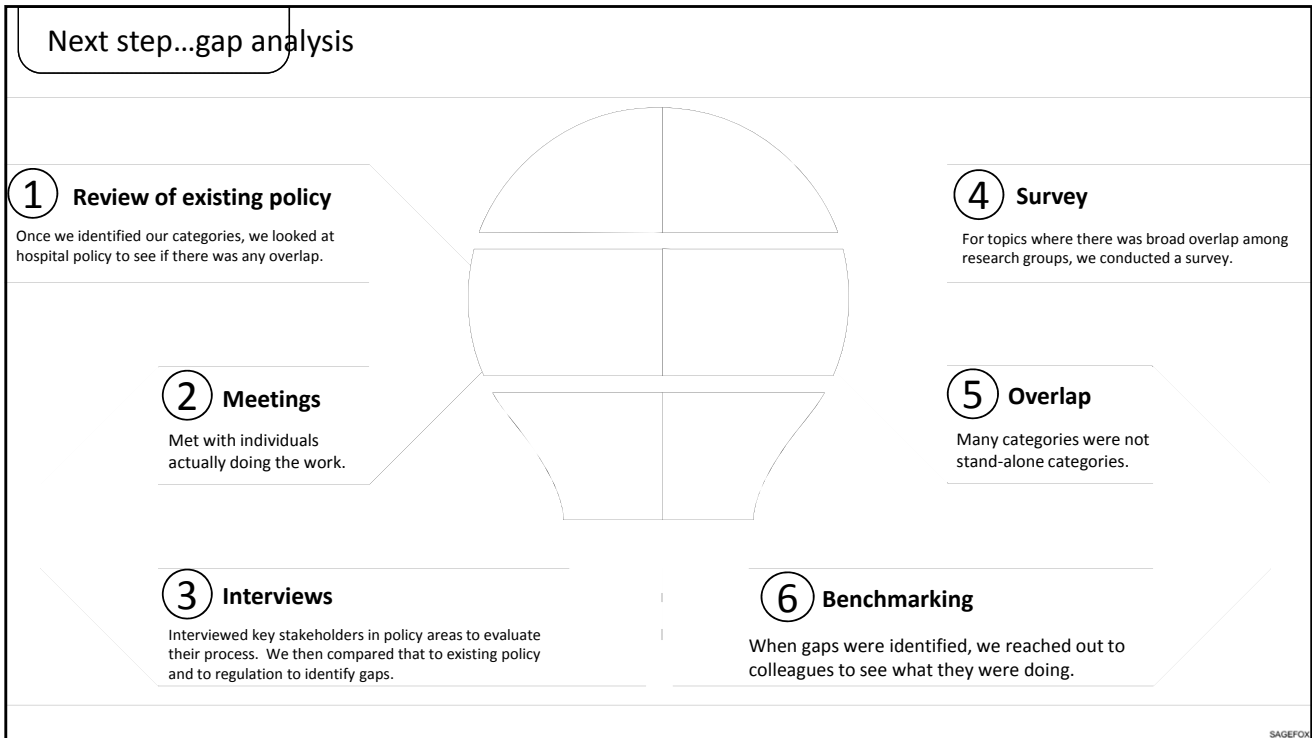 Next step...gap analysis
1 Review of existing policy
Once we identified our categories, we looked at
hospital policy to see if there was any overlap.
2 Meetings
Met with individuals
actually doing the work.
3 Interviews
Interviewed key stakeholders in policy areas to evaluate
their process.  We then compared that to existing policy
and to regulation to identify gaps.
4 Survey
For topics where there was broad overlap among
research groups, we conducted a survey.
5 Overlap
Many categories were not
stand-alone categories.
6 Benchmarking
When gaps were identified, we reached out to
colleagues to see what they were doing.
SAGEFOX